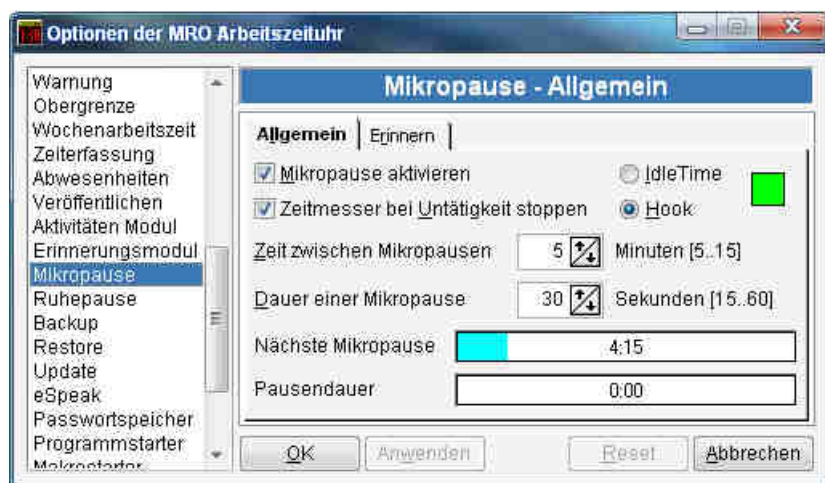 Optionen der MRO Arbeitszeituhr
Warnung
Obergrenze
Wochenarbeitszeit
Zeiterfassung
Abwesenheiten
Veröffentlichen
Aktivitäten Modul
Erinnerungsmodul
Mikropause
Ruhepause
Backup
Restore
Update
eSpeak
Passwortspeicher
Programmstarter
Makrostarter
Mikropause - Allgemein
Allgemein
Erinnern
Mikropause aktivieren
IdleTime
Zeitmesser bei Untätigkeit stoppen
Hook
Zeit zwischen Mikropausen 5 Minuten [5..15]
Dauer einer Mikropause 30 Sekunden [15..60]
Nächste Mikropause 4:15
Pausendauer 0:00
OK
Anwenden
Reset
Abbrechen